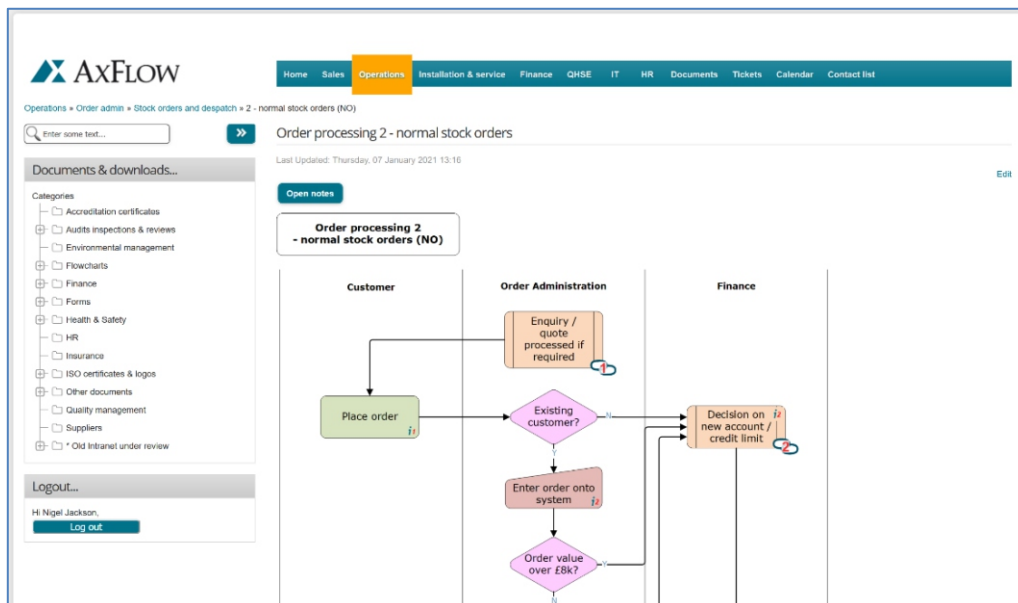 AxFlow
Home Sales Operations Installation & service Finance QHSE IT HR Documents Tickets Calendar Contact list
Operations » Order admin » Stock orders and despatch » 2 - normal stock orders (NO)
Enter some text...
»
Order processing 2 - normal stock orders
Last Updated: Thursday, 07 January 2021 13:16
Edit
Documents & downloads...
Categories
Accreditation certificates
Audits inspections & reviews
Environmental management
Flowcharts
Finance
Forms
Health & Safety
HR
Insurance
ISO certificates & logos
Other documents
Quality management
Suppliers
* Old Intranet under review
Logout...
Hi Nigel Jackson,
Log out
Open notes
Order processing 2
- normal stock orders (NO)
Customer
Order Administration
Finance
Enquiry /
quote
processed if
required
1
Place order
i1
Existing
customer?
N
Y
Decision on
new account /
credit limit
i2
2
Enter order onto
system
i2
Order value
over £8k?
Y
N